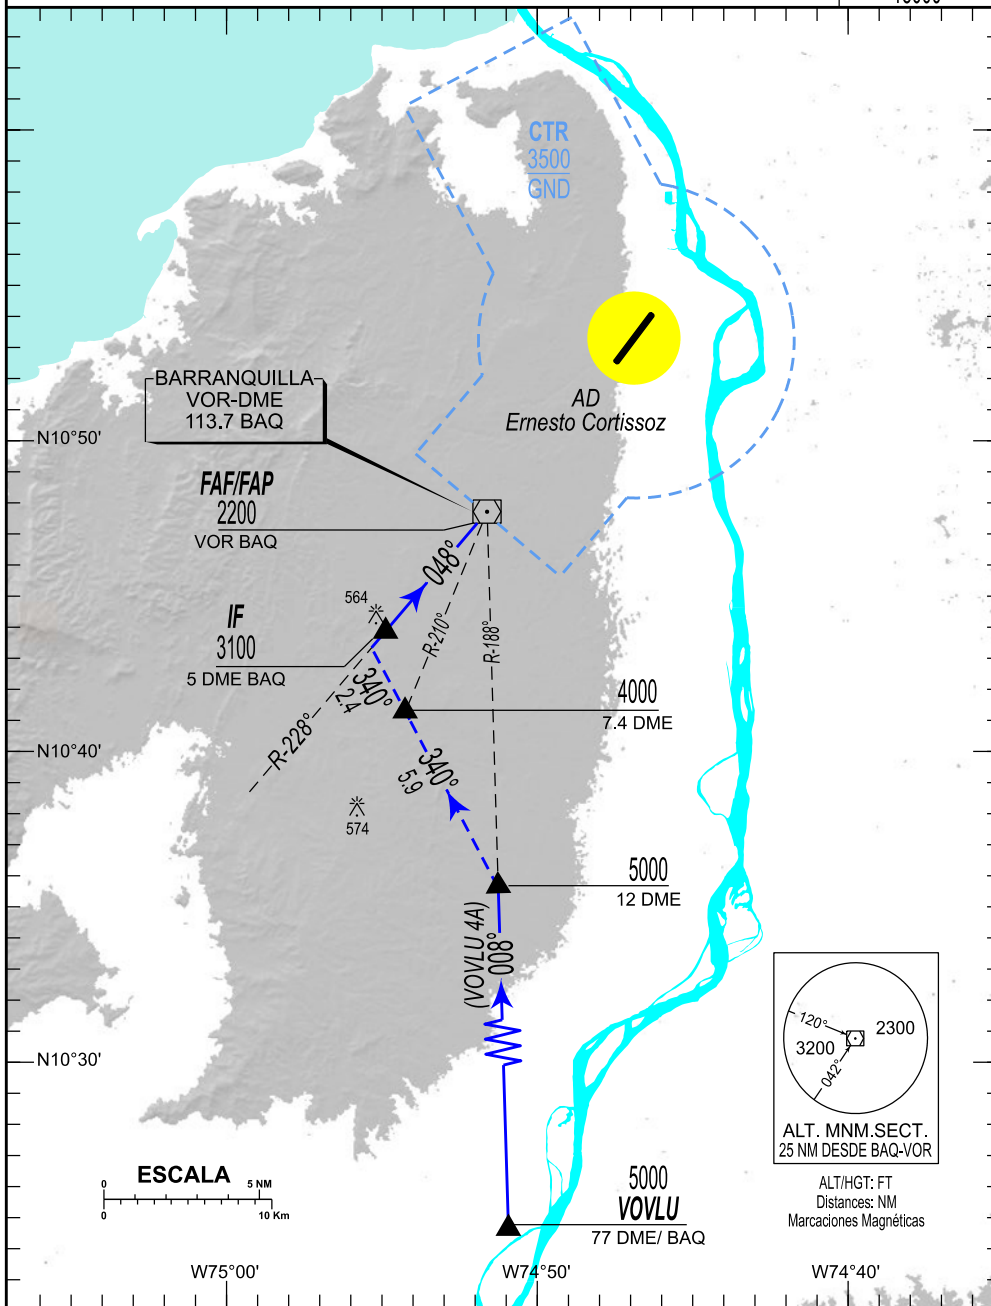 CTR
3500
GND
BARRANQUILLA
VOR-DME
113.7 BAQ
AD
Ernesto Cortissoz
N10°50'
FAF/FAP
2200
VOR BAQ
048°
564
IF
3100
5 DME BAQ
R-210°
R-188°
340°
2.4
4000
7.4 DME
R-228°
N10°40'
340°
5.9
574
5000
12 DME
(VOVLU 4A)
008°
120°
2300
3200
042°
N10°30'
ALT. MNM.SECT.
25 NM DESDE BAQ-VOR
ESCALA
0
5 NM
0
10 Km
ALT/HGT: FT
Distances: NM
Marcaciones Magnéticas
5000
VOVLU
77 DME/ BAQ
W75°00'
W74°50'
W74°40'